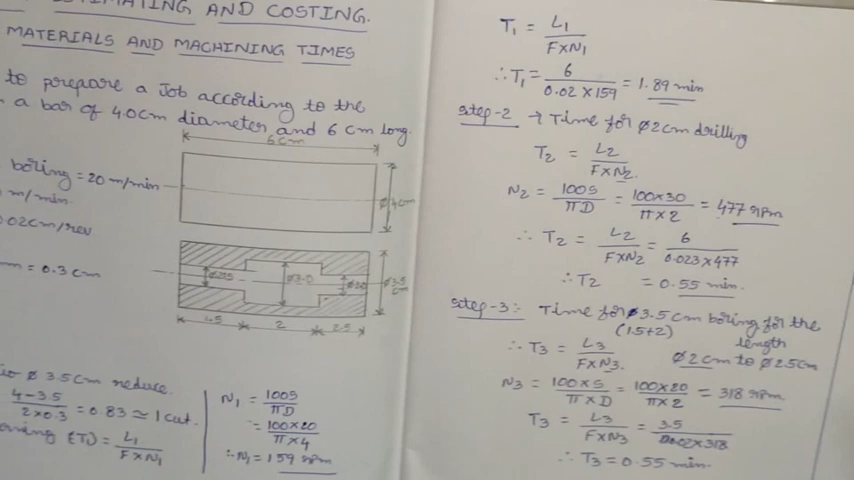 ESTIMATING AND COSTING.
MATERIALS AND MACHINING TIMES
to prepare a Job according to the
a bar of 4.0cm diameter and 6 cm long.
6 cm
boring = 20 m/min
m/min.
Ø 4cm
02cm/rev
= 0.3 cm
Ø3.0
Ø2.0
Ø3.5 cm
1.5
2
2.5
Ø 3.5cm reduce.
4-3.5 / 2×0.3 = 0.83 ≃ 1 cut.
(T1) = L1 / F×N1
N1 = 100S / πD
= 100×20 / π×4
∴ N1 = 159 rpm
T1 = L1 / F×N1
∴ T1 = 6 / 0.02×159 = 1.89 min
Step-2 → Time for Ø2cm drilling
T2 = L2 / F×N2.
N2 = 100S / πD = 100×30 / π×2 = 477 rpm
∴ T2 = L2 / F×N2 = 6 / 0.023×477
∴ T2 = 0.55 min.
Step-3:- Time for Ø3.5cm boring for the
(1.5+2) length
∴ T3 = L3 / F×N3. Ø2cm to Ø2.5cm
N3 = 100×S / π×D = 100×20 / π×2 = 318 rpm
T3 = L3 / F×N3 = 3.5 / 0.02×318
∴ T3 = 0.55 min.